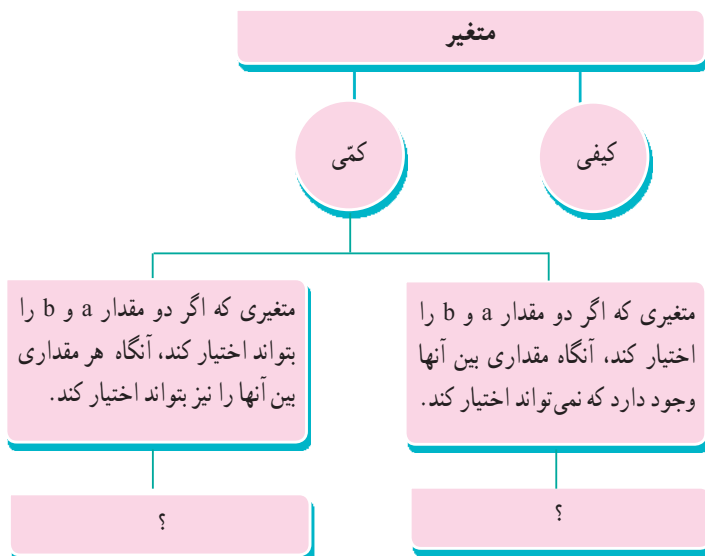 متغیر
کیفی
کمّی
متغیری که اگر دو مقدار a و b را
اختیار کند، آنگاه مقداری بین آنها
وجود دارد که نمی‌تواند اختیار کند.
متغیری که اگر دو مقدار a و b را
بتواند اختیار کند، آنگاه هر مقداری
بین آنها را نیز بتواند اختیار کند.
؟
؟